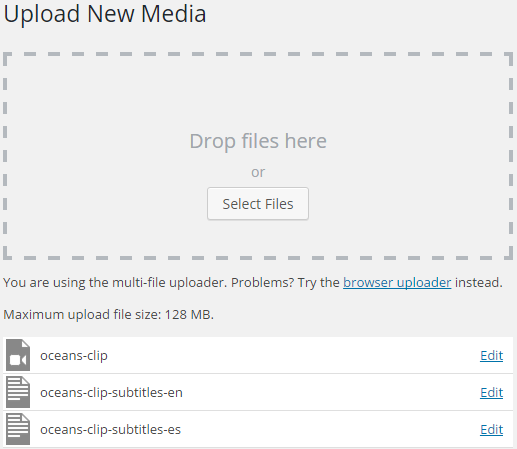 Upload New Media
Drop files here
or
Select Files
You are using the multi-file uploader. Problems? Try the browser uploader instead.
Maximum upload file size: 128 MB.
oceans-clip Edit
oceans-clip-subtitles-en Edit
oceans-clip-subtitles-es Edit